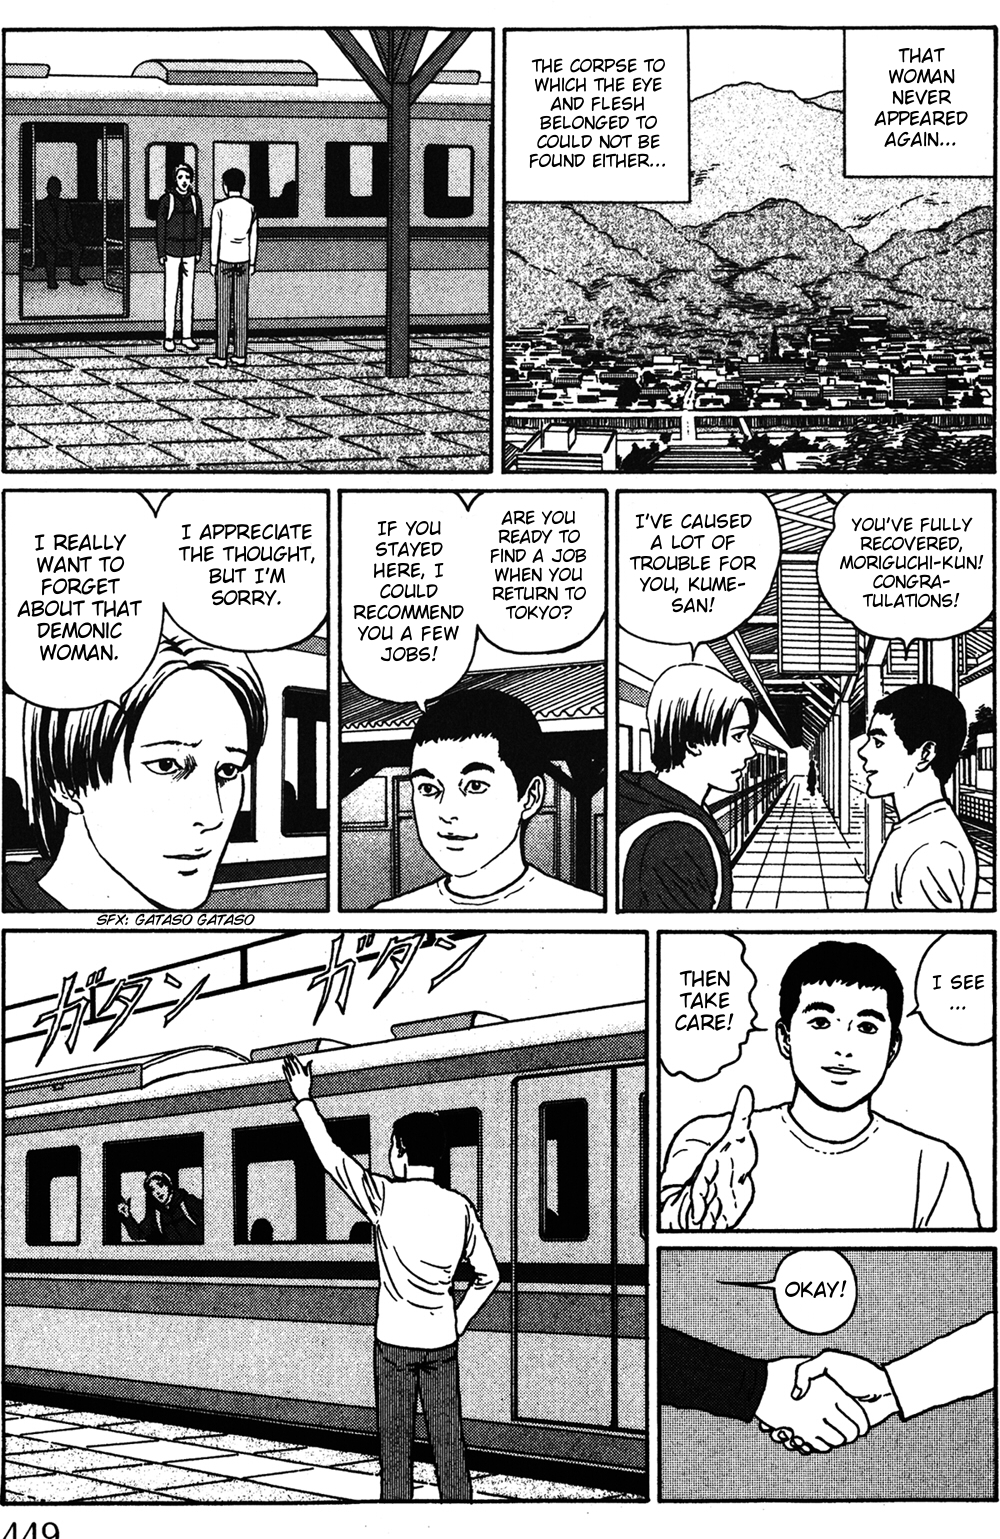 THAT
WOMAN
NEVER
APPEARED
AGAIN...
THE CORPSE TO
WHICH THE EYE
AND FLESH
BELONGED TO
COULD NOT BE
FOUND EITHER...
YOU'VE FULLY
RECOVERED,
MORIGUCHI-KUN!
CONGRA-
TULATIONS!
I'VE CAUSED
A LOT OF
TROUBLE FOR
YOU, KUME-
SAN!
ARE YOU
READY TO
FIND A JOB
WHEN YOU
RETURN TO
TOKYO?
IF YOU
STAYED
HERE, I
COULD
RECOMMEND
YOU A FEW
JOBS!
I APPRECIATE
THE THOUGHT,
BUT I'M
SORRY.
I REALLY
WANT TO
FORGET
ABOUT THAT
DEMONIC
WOMAN.
I SEE
...
THEN
TAKE
CARE!
OKAY!
SFX: GATASO GATASO
ガタン
ガタン
449